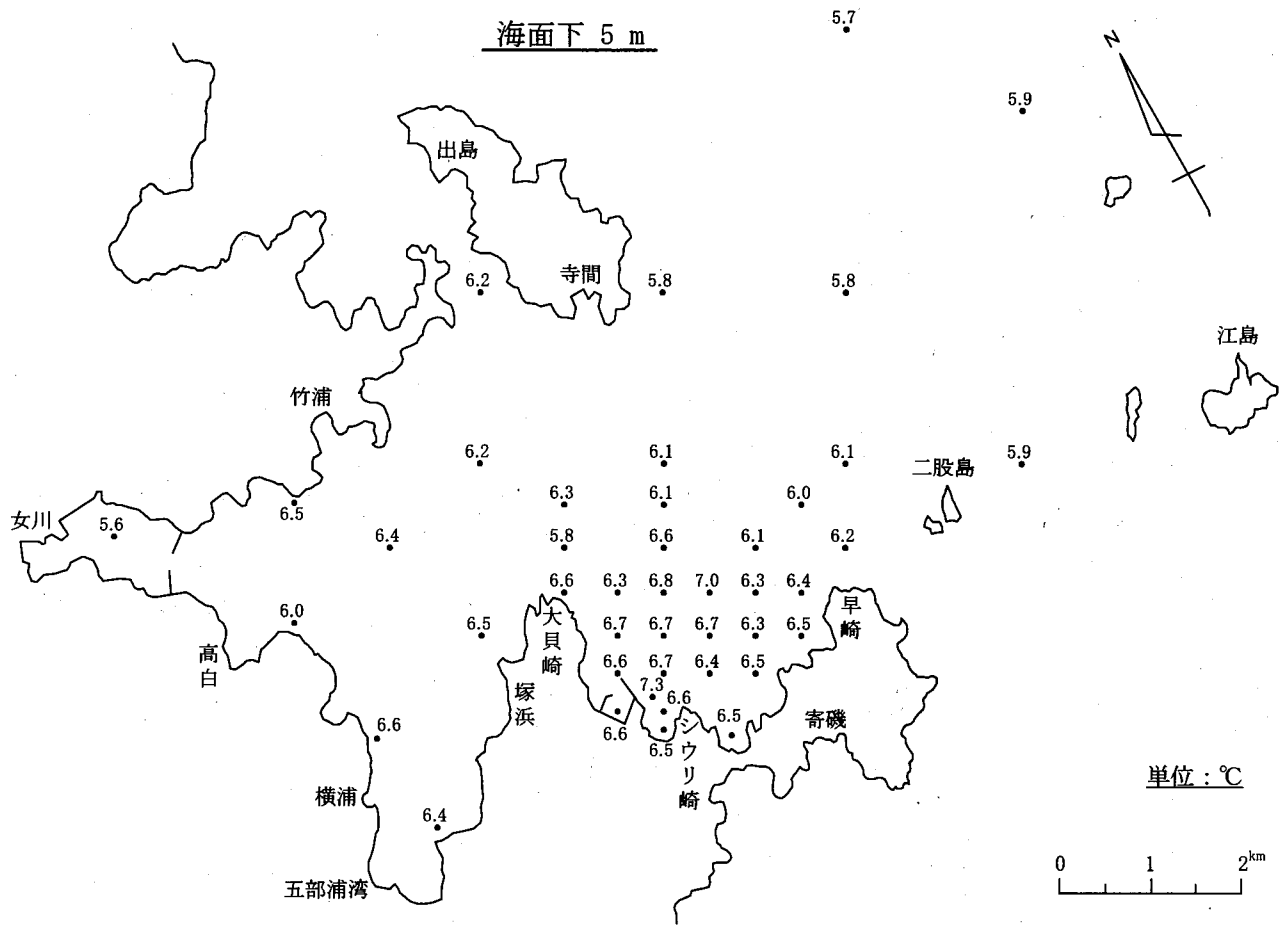 海面下 5 m
5.7
N
5.9
出島
寺間
6.2
5.8
5.8
江島
竹浦
6.2
6.1
6.1
5.9
二股島
6.3
6.1
6.0
女川
5.6
6.5
6.4
5.8
6.6
6.1
6.2
6.6
6.3
6.8
7.0
6.3
6.4
6.0
6.5
大貝崎
6.7
6.7
6.7
6.3
6.5
早崎
高白
6.6
6.7
6.4
6.5
塚浜
7.3
6.6
6.6
6.5
シウリ崎
6.5
寄磯
6.6
横浦
6.4
五部浦湾
単位：℃
0 1 2km